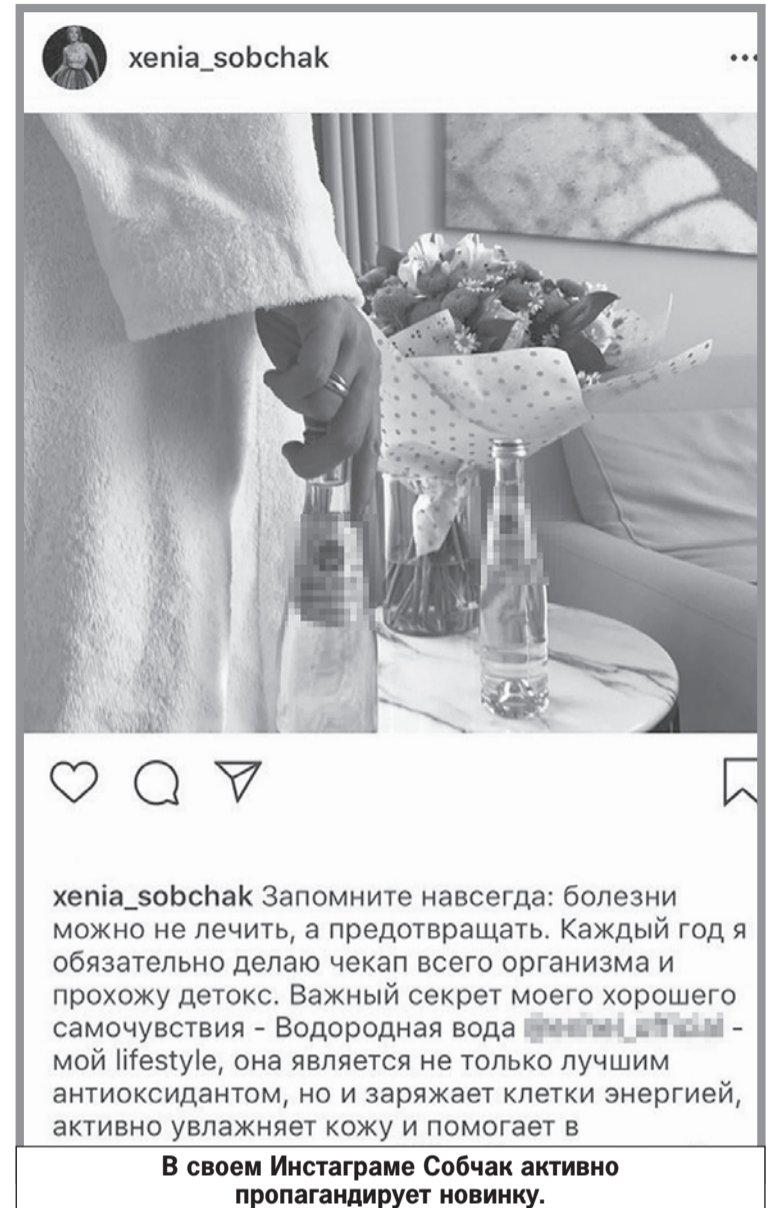 xenia_sobchak
xenia_sobchak Запомните навсегда: болезни
можно не лечить, а предотвращать. Каждый год я
обязательно делаю чекап всего организма и
прохожу детокс. Важный секрет моего хорошего
самочувствия - Водородная вода -
мой lifestyle, она является не только лучшим
антиоксидантом, но и заряжает клетки энергией,
активно увлажняет кожу и помогает в
В своем Инстаграме Собчак активно
пропагандирует новинку.